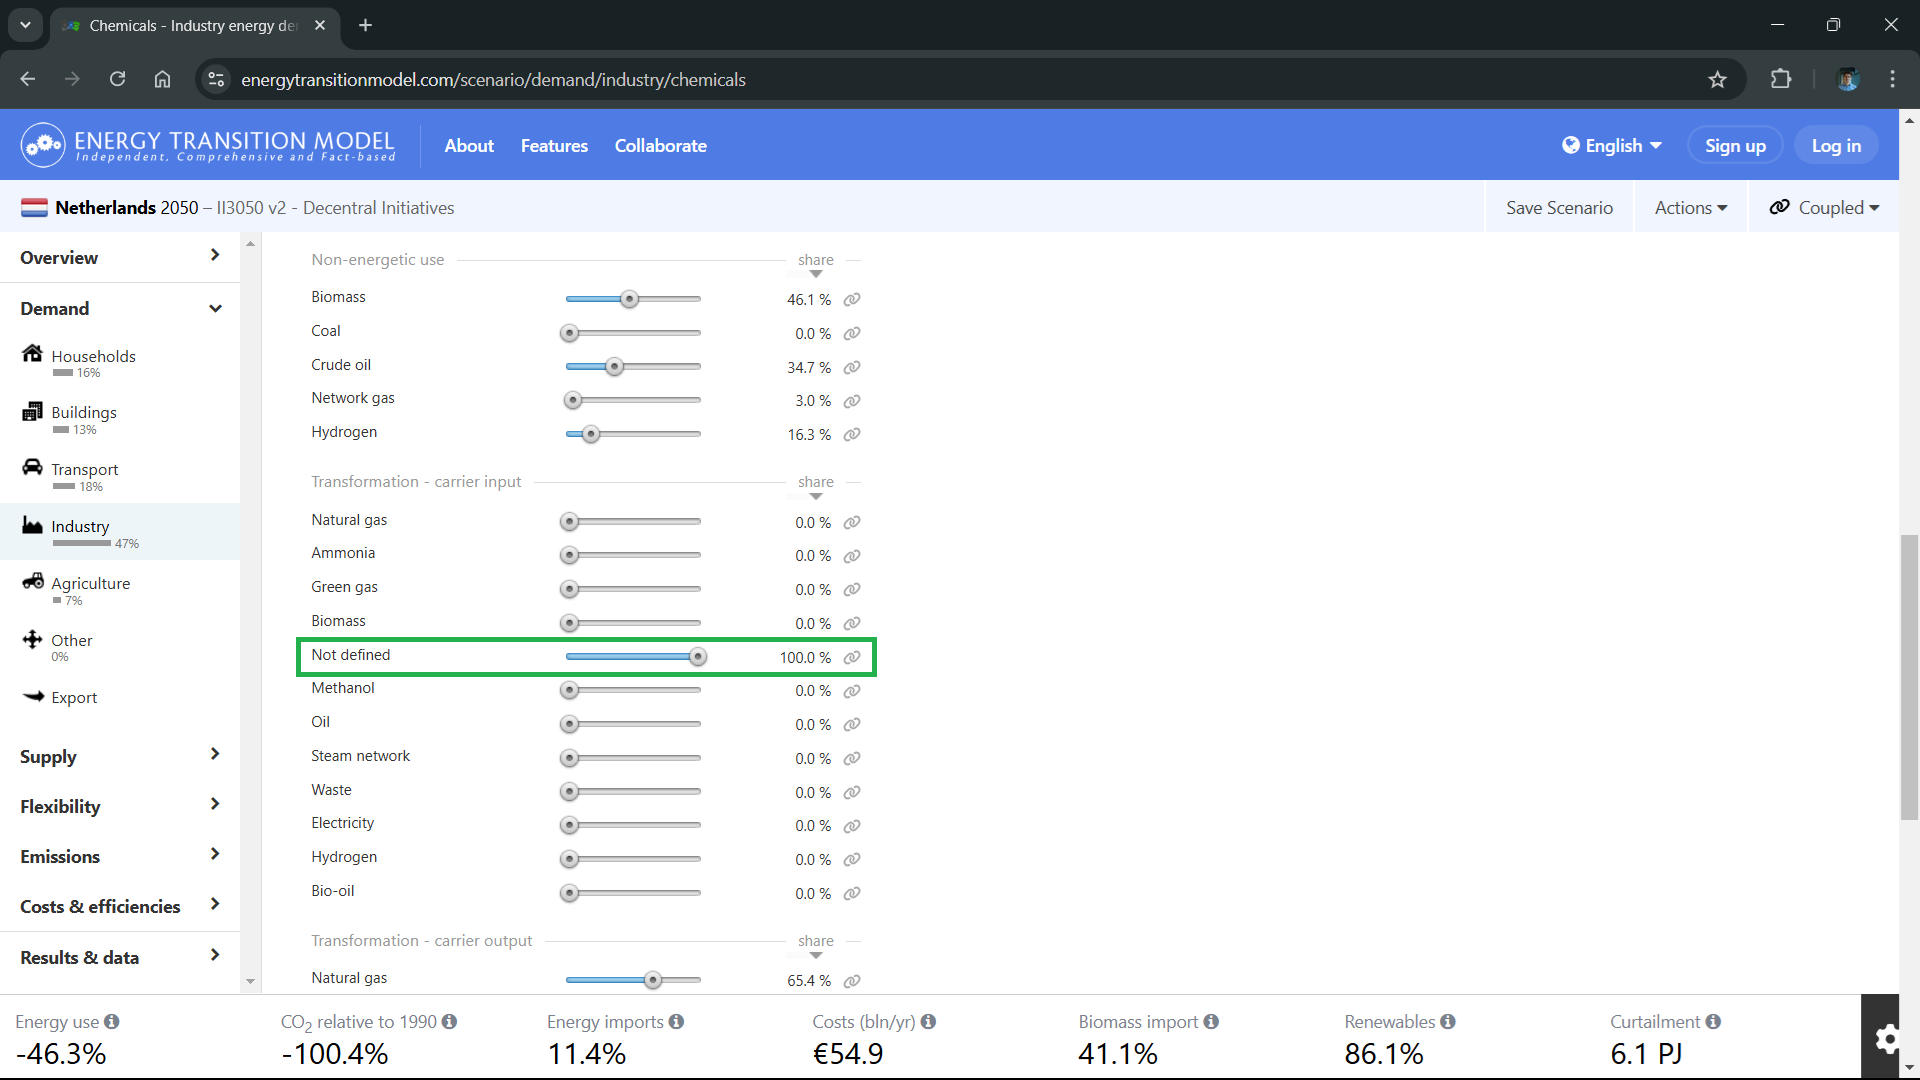 Chemicals - Industry energy de
energytransitionmodel.com/scenario/demand/industry/chemicals
ENERGY TRANSITION MODEL
Independent, Comprehensive and Fact-based
About
Features
Collaborate
English
Sign up
Log in
Netherlands 2050 – II3050 v2 - Decentral Initiatives
Save Scenario
Actions
Coupled
Overview
Demand
Households
16%
Buildings
13%
Transport
18%
Industry
47%
Agriculture
7%
Other
0%
Export
Supply
Flexibility
Emissions
Costs & efficiencies
Results & data
Non-energetic use share
Biomass 46.1 %
Coal 0.0 %
Crude oil 34.7 %
Network gas 3.0 %
Hydrogen 16.3 %
Transformation - carrier input share
Natural gas 0.0 %
Ammonia 0.0 %
Green gas 0.0 %
Biomass 0.0 %
Not defined 100.0 %
Methanol 0.0 %
Oil 0.0 %
Steam network 0.0 %
Waste 0.0 %
Electricity 0.0 %
Hydrogen 0.0 %
Bio-oil 0.0 %
Transformation - carrier output share
Natural gas 65.4 %
Energy use
-46.3%
CO2 relative to 1990
-100.4%
Energy imports
11.4%
Costs (bln/yr)
€54.9
Biomass import
41.1%
Renewables
86.1%
Curtailment
6.1 PJ